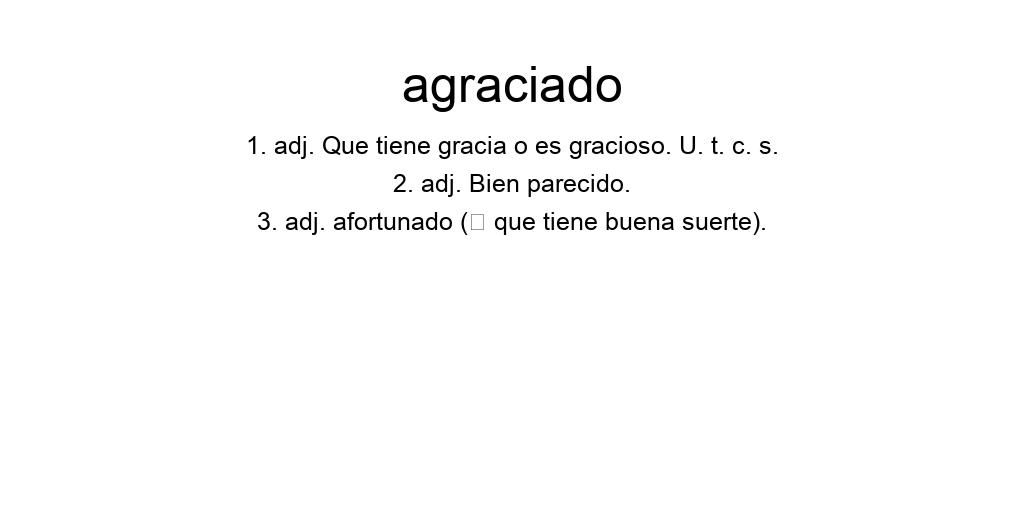 agraciado
1. adj. Que tiene gracia o es gracioso. U. t. c. s.
2. adj. Bien parecido.
3. adj. afortunado (□ que tiene buena suerte).